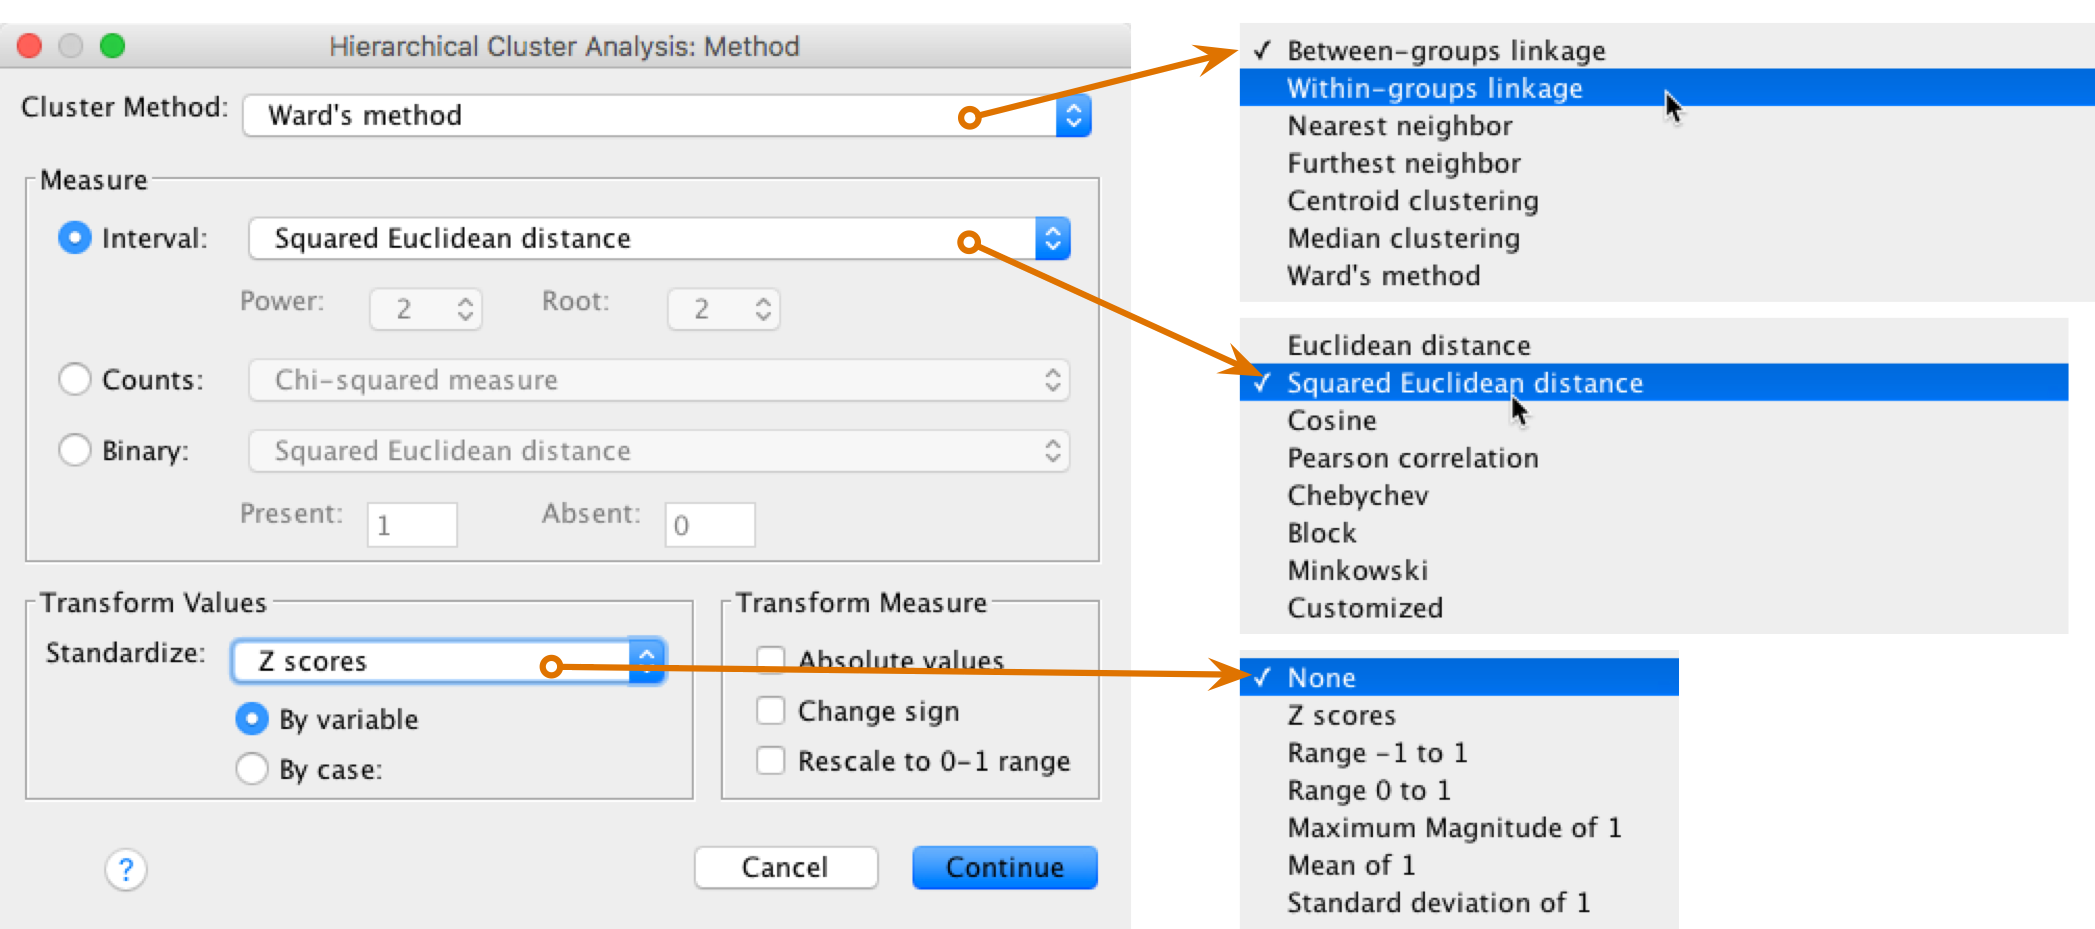 Hierarchical Cluster Analysis: Method
Cluster Method: Ward's method
Measure
Interval: Squared Euclidean distance
Power: 2 Root: 2
Counts: Chi-squared measure
Binary: Squared Euclidean distance
Present: 1 Absent: 0
Transform Values
Standardize: Z scores
By variable
By case:
Transform Measure
Absolute values
Change sign
Rescale to 0-1 range
? Cancel Continue
✓ Between-groups linkage
Within-groups linkage
Nearest neighbor
Furthest neighbor
Centroid clustering
Median clustering
Ward's method
Euclidean distance
✓ Squared Euclidean distance
Cosine
Pearson correlation
Chebychev
Block
Minkowski
Customized
✓ None
Z scores
Range -1 to 1
Range 0 to 1
Maximum Magnitude of 1
Mean of 1
Standard deviation of 1